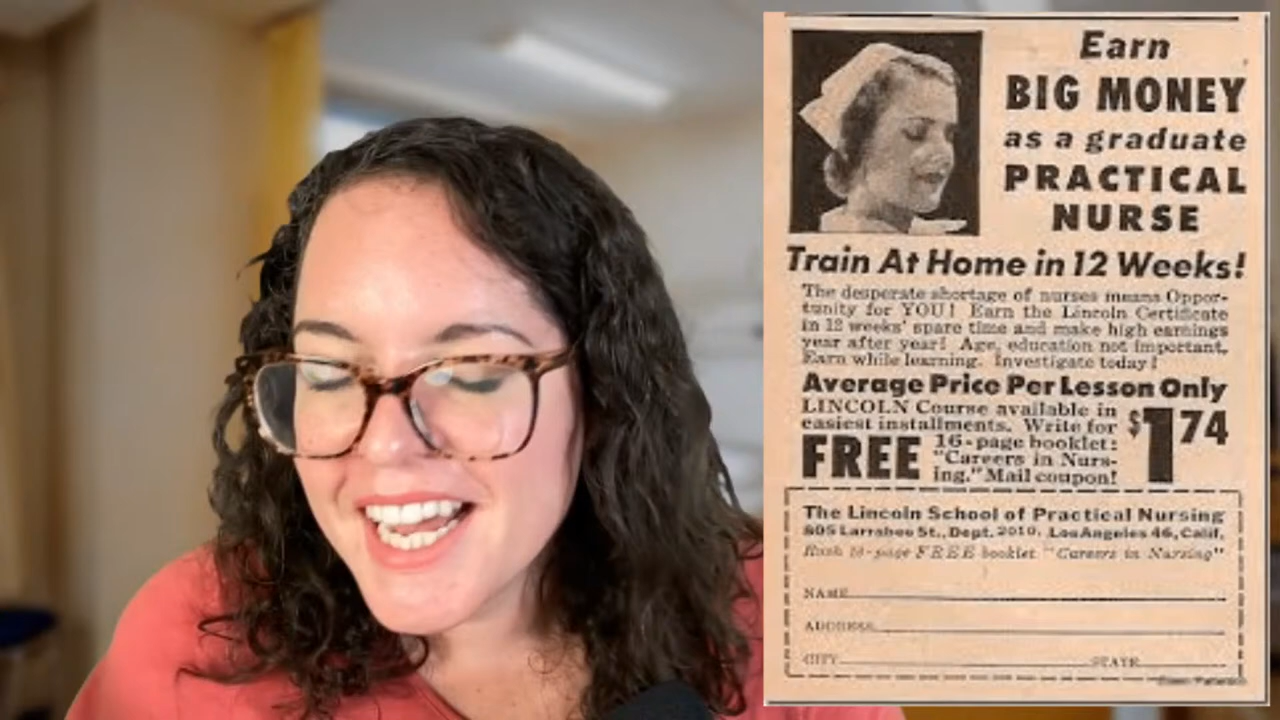 Earn
BIG MONEY
as a graduate
PRACTICAL
NURSE
Train At Home in 12 Weeks!
The desperate shortage of nurses means Oppor-
tunity for YOU! Earn the Lincoln Certificate
in 12 weeks' spare time and make high earnings
year after year! Age, education not important.
Earn while learning. Investigate today!
Average Price Per Lesson Only
LINCOLN Course available in
easiest installments. Write for
$1.74
FREE
16-page booklet:
"Careers in Nurs-
ing." Mail coupon!
The Lincoln School of Practical Nursing
805 Larrabee St., Dept. 2010, Los Angeles 46, Calif.
Rush 16-page FREE booklet "Careers in Nursing"
NAME
ADDRESS
CITY STATE